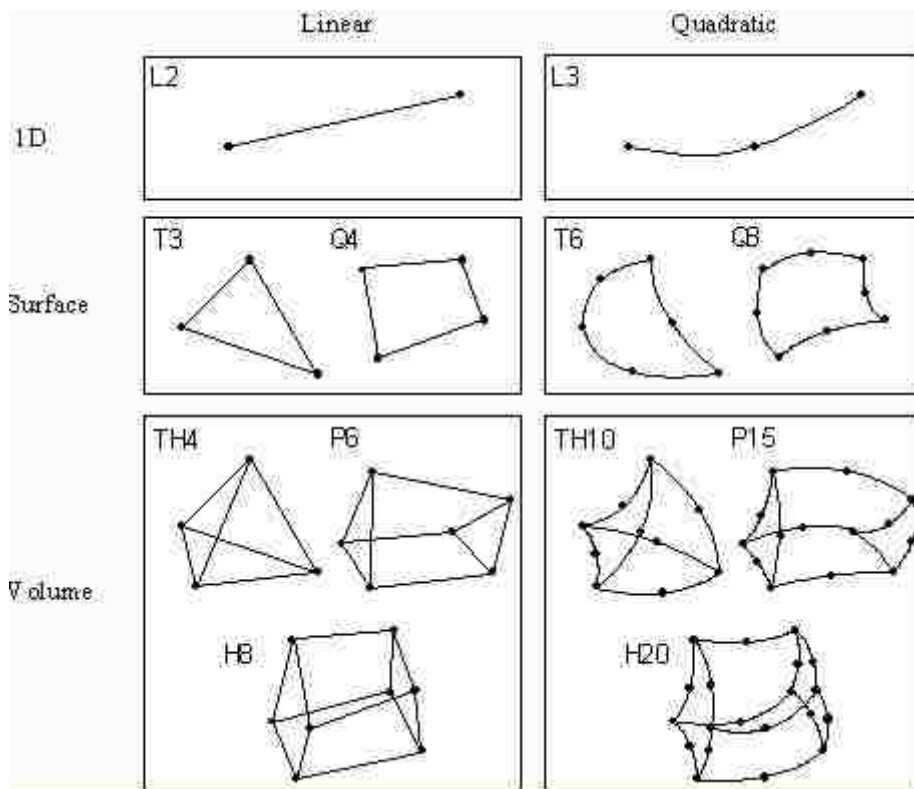 Linear Quadratic
L2 L3
1D
T3 Q4 T6 Q8
Surface
TH4 P6 TH10 P15
Volume
H8 H20